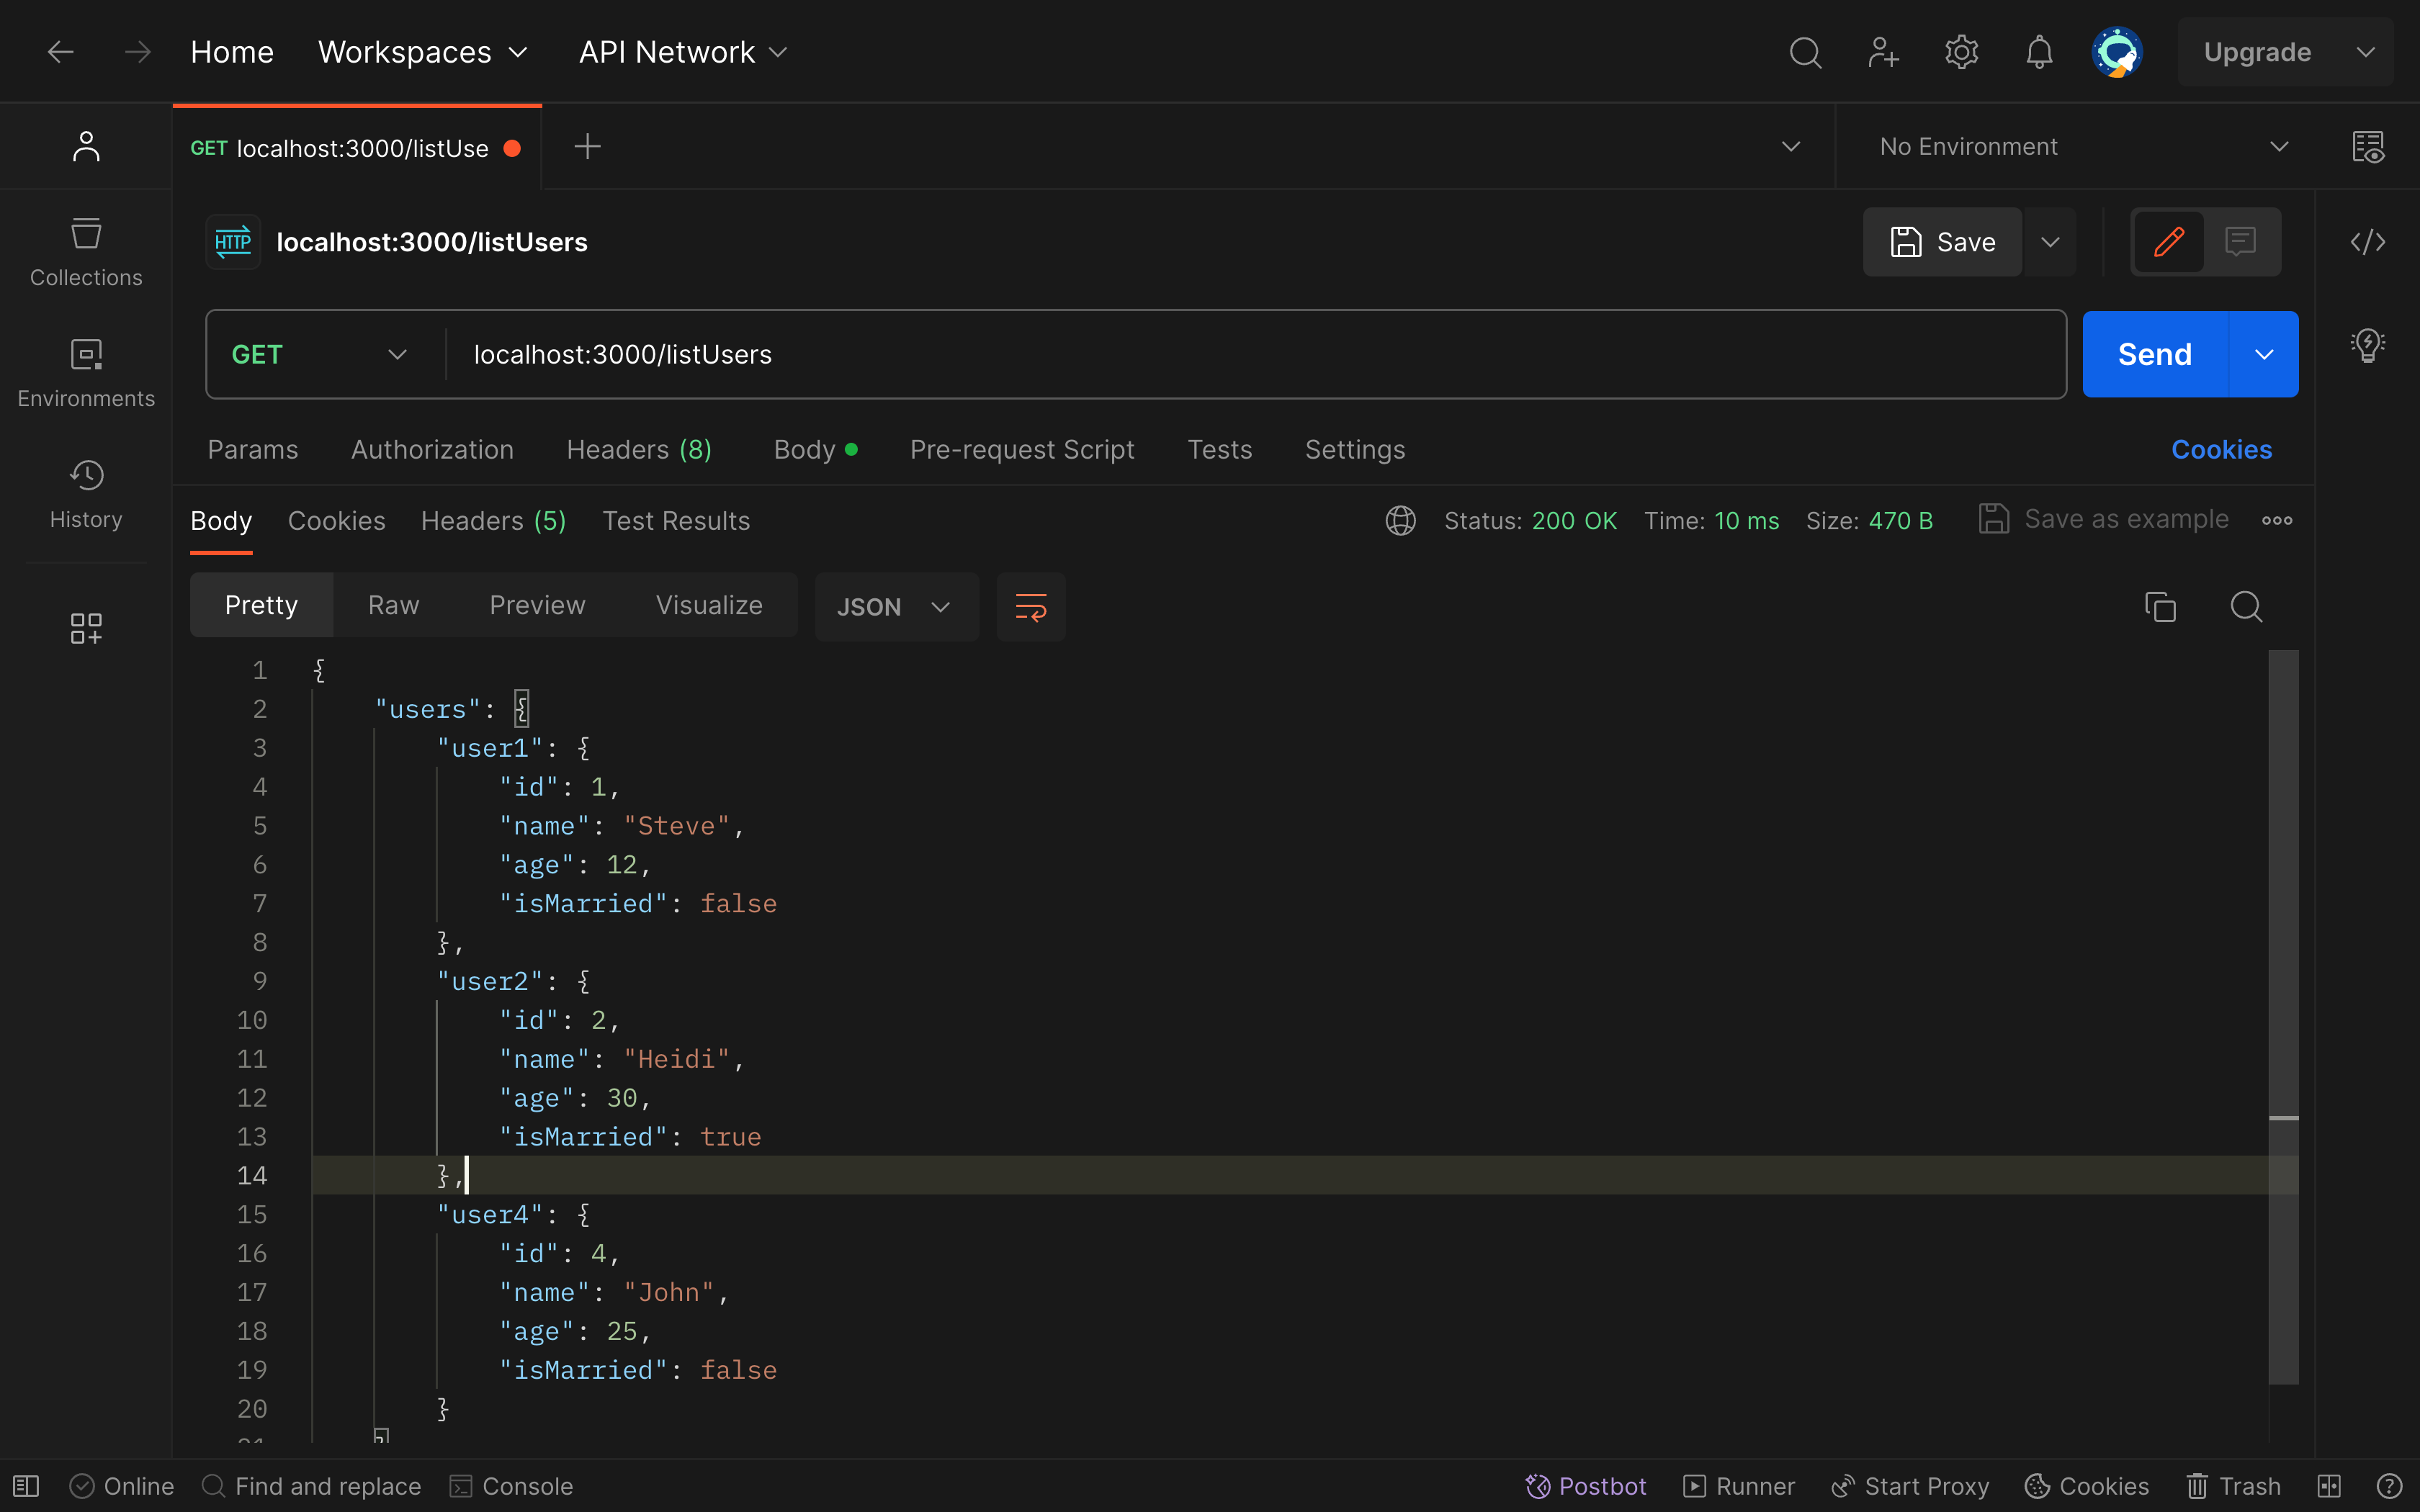 Home Workspaces API Network Upgrade
GET localhost:3000/listUse No Environment
HTTP localhost:3000/listUsers Save
Collections
GET localhost:3000/listUsers Send
Environments
Params Authorization Headers (8) Body Pre-request Script Tests Settings Cookies
History
Body Cookies Headers (5) Test Results Status: 200 OK Time: 10 ms Size: 470 B Save as example
Pretty Raw Preview Visualize JSON
1 {
2 "users": {
3 "user1": {
4 "id": 1,
5 "name": "Steve",
6 "age": 12,
7 "isMarried": false
8 },
9 "user2": {
10 "id": 2,
11 "name": "Heidi",
12 "age": 30,
13 "isMarried": true
14 },
15 "user4": {
16 "id": 4,
17 "name": "John",
18 "age": 25,
19 "isMarried": false
20 }
Online Find and replace Console Postbot Runner Start Proxy Cookies Trash